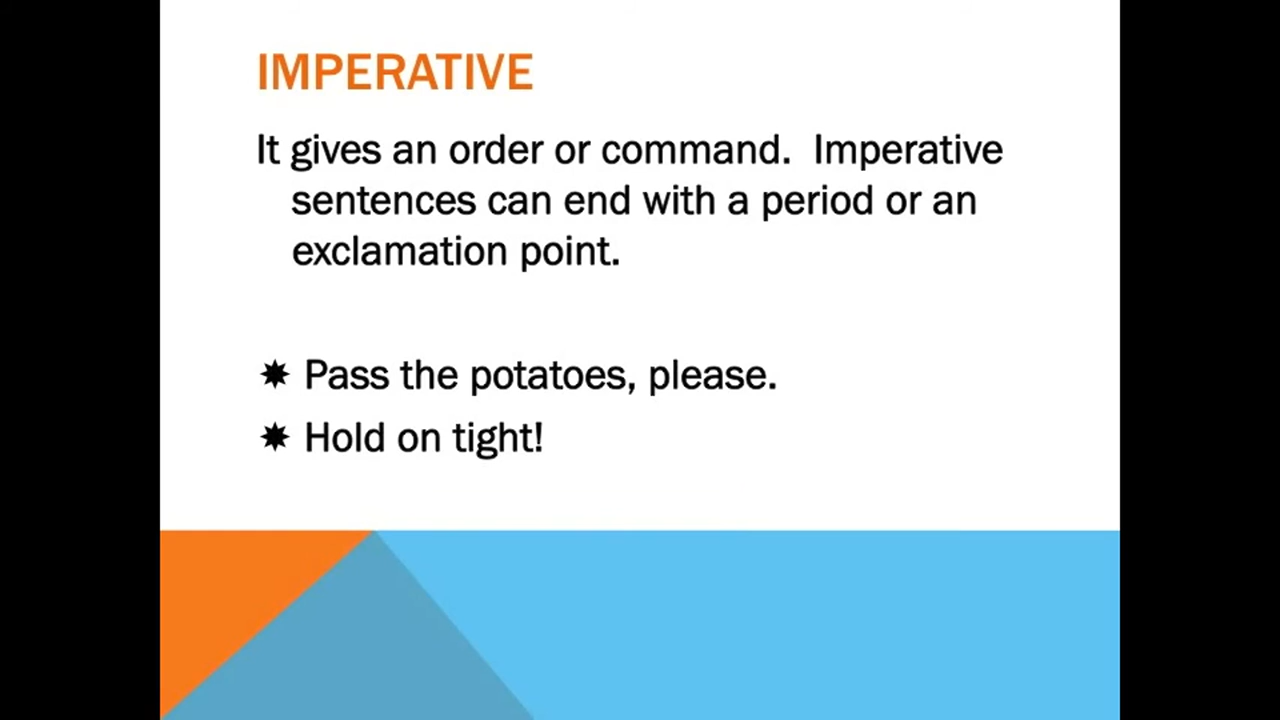 IMPERATIVE
It gives an order or command.  Imperative
sentences can end with a period or an
exclamation point.
✷ Pass the potatoes, please.
✷ Hold on tight!